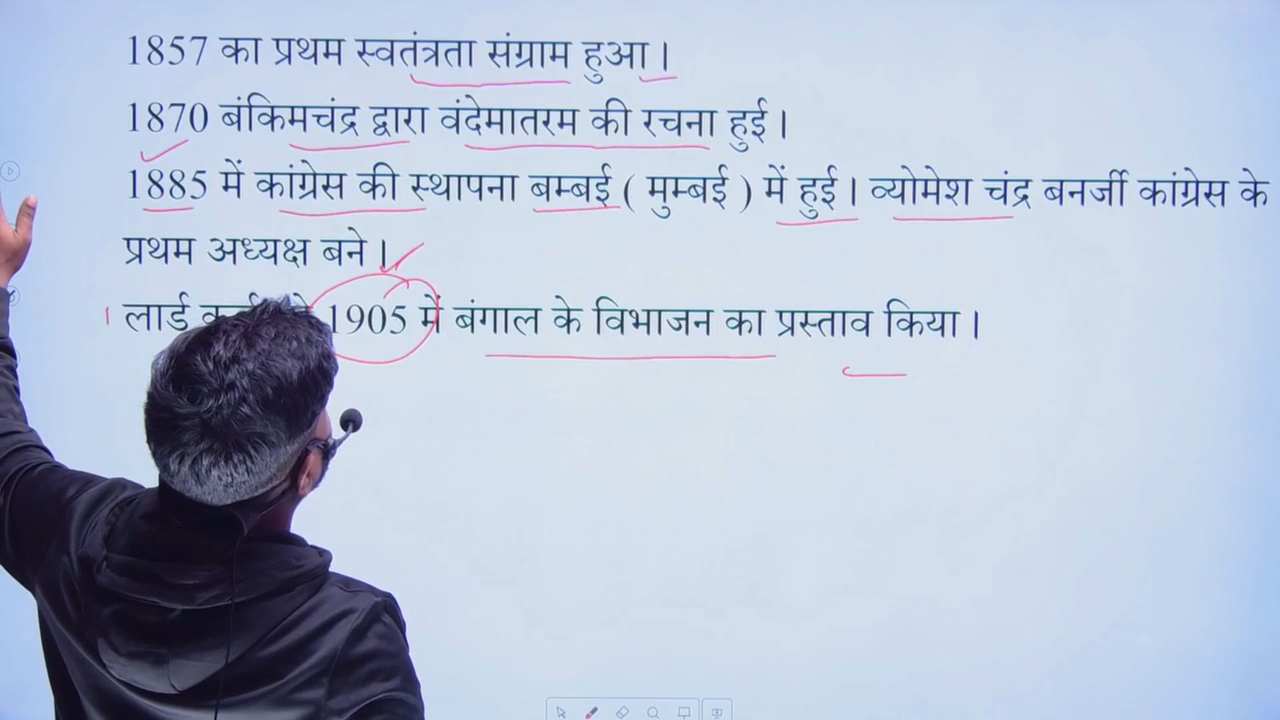 1857 का प्रथम स्वतंत्रता संग्राम हुआ ।
1870 बंकिमचंद्र द्वारा वंदेमातरम की रचना हुई ।
1885 में कांग्रेस की स्थापना बम्बई ( मुम्बई ) में हुई । व्योमेश चंद्र बनर्जी कांग्रेस के
प्रथम अध्यक्ष बने ।
लार्ड 1905 में बंगाल के विभाजन का प्रस्ताव किया ।